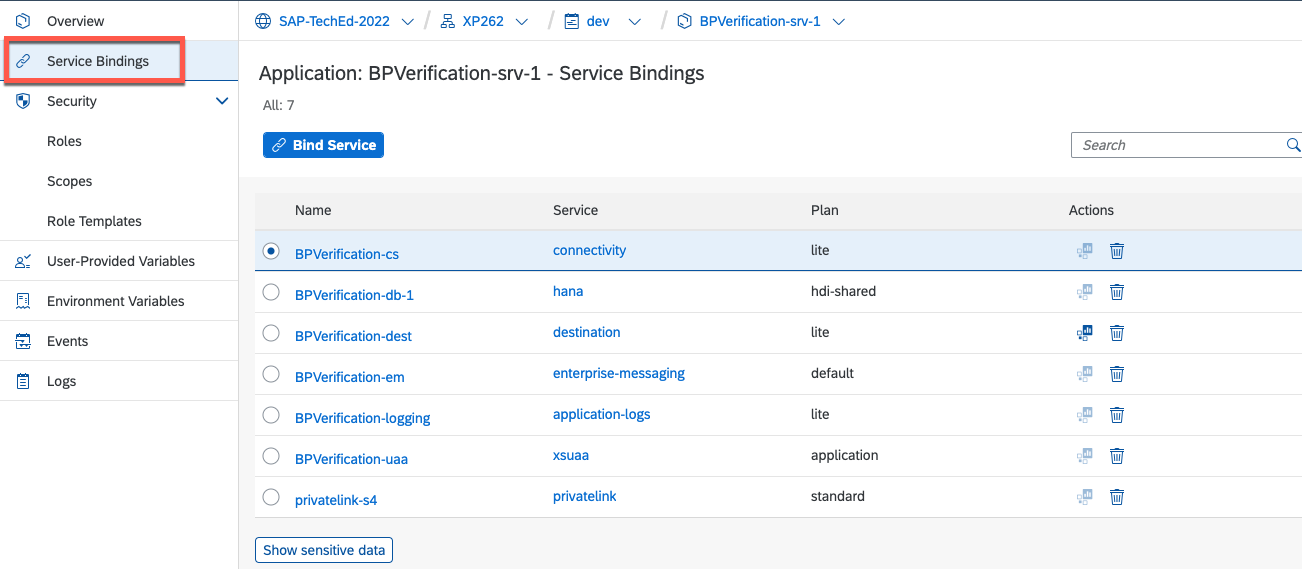 Overview
Service Bindings
Security
Roles
Scopes
Role Templates
User-Provided Variables
Environment Variables
Events
Logs
SAP-TechEd-2022 / XP262 / dev / BPVerification-srv-1
Application: BPVerification-srv-1 - Service Bindings
All: 7
Bind Service
Search
Name Service Plan Actions
BPVerification-cs connectivity lite
BPVerification-db-1 hana hdi-shared
BPVerification-dest destination lite
BPVerification-em enterprise-messaging default
BPVerification-logging application-logs lite
BPVerification-uaa xsuaa application
privatelink-s4 privatelink standard
Show sensitive data